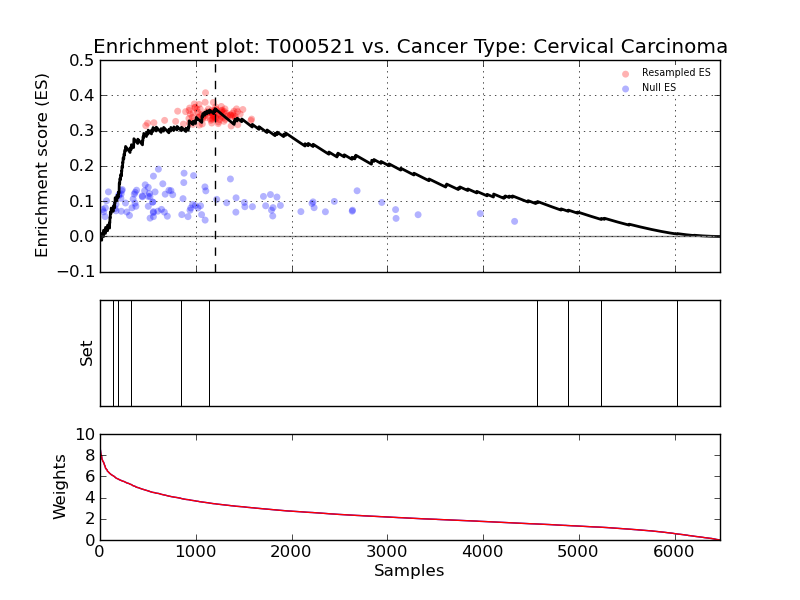 Enrichment plot: T000521 vs. Cancer Type: Cervical Carcinoma
0.5
0.4
0.3
0.2
0.1
0.0
−0.1
Enrichment score (ES)
Resampled ES
Null ES
Set
10
8
6
4
2
0
Weights
0 1000 2000 3000 4000 5000 6000
Samples